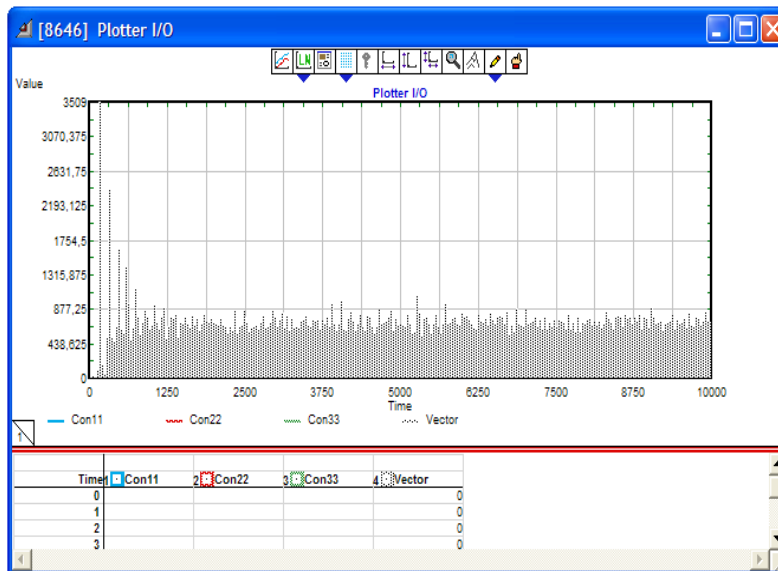 [8646] Plotter I/O
LN
Plotter I/O
Value
3509
3070,375
2631,75
2193,125
1754,5
1315,875
877,25
438,625
0
0 1250 2500 3750 5000 6250 7500 8750 10000
Time
Con11 Con22 Con33 Vector
1
Time 1 Con11 2 Con22 3 Con33 4 Vector
0 0
1 0
2 0
3 0